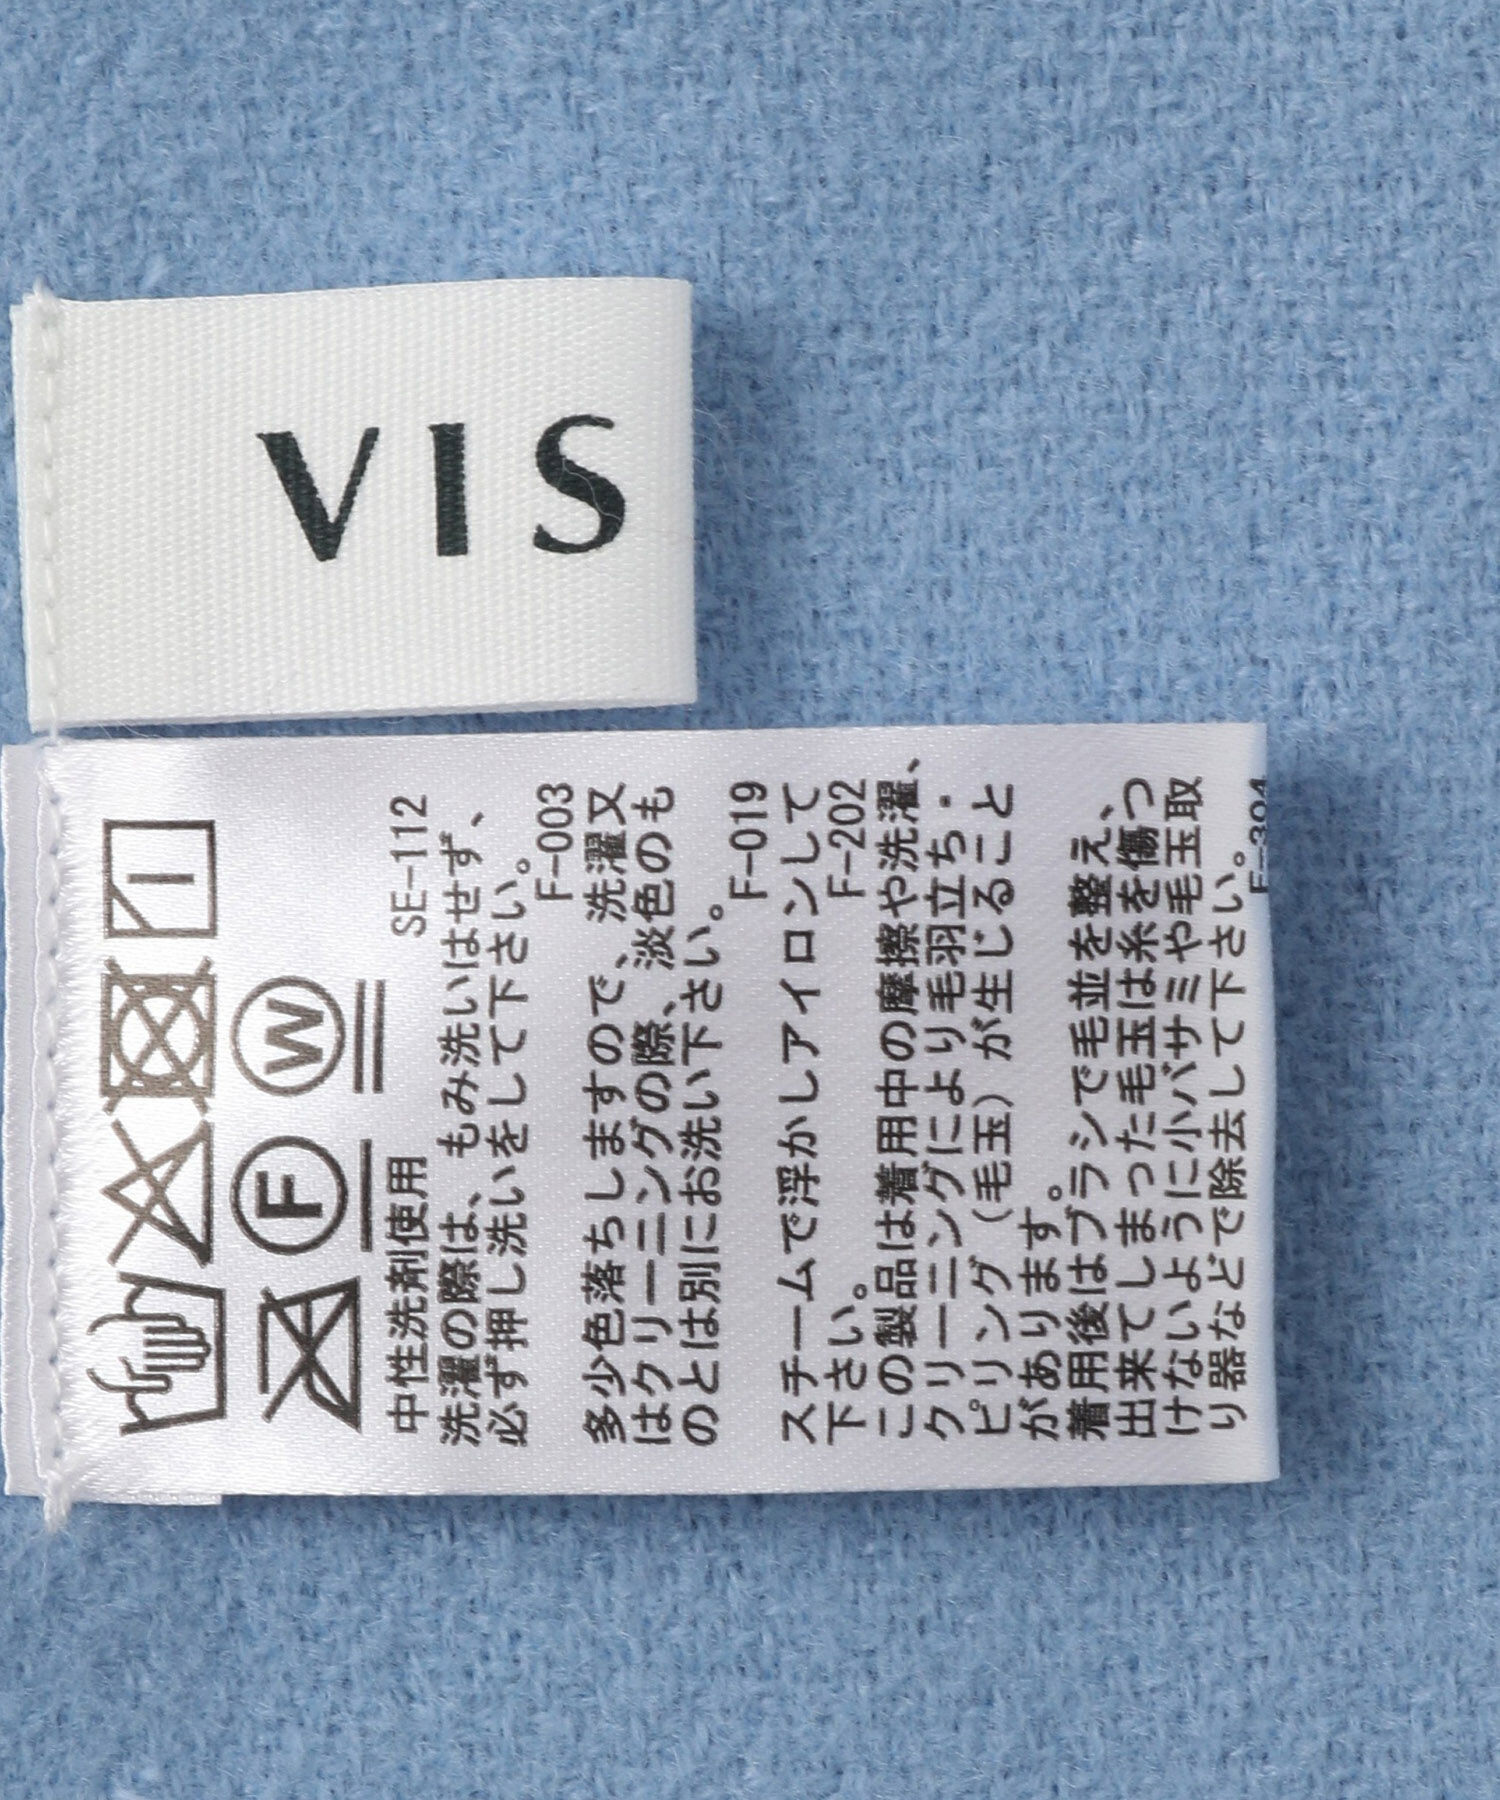 VIS
F
W
中性洗剤使用 SE-112
洗濯の際は、もみ洗いはせず、
必ず押し洗いをして下さい。
F-003
多少色落ちしますので、洗濯又
はクリーニングの際、淡色のも
のとは別にお洗い下さい。
F-019
スチームで浮かしアイロンして
下さい。 F-202
この製品は着用中の摩擦や洗濯、
クリーニングにより毛羽立ち・
ピリング（毛玉）が生じること
があります。
着用後はブラシで毛並を整え、
出来てしまった毛玉は糸を傷つ
けないように小バサミや毛玉取
り器などで除去して下さい。
F-304